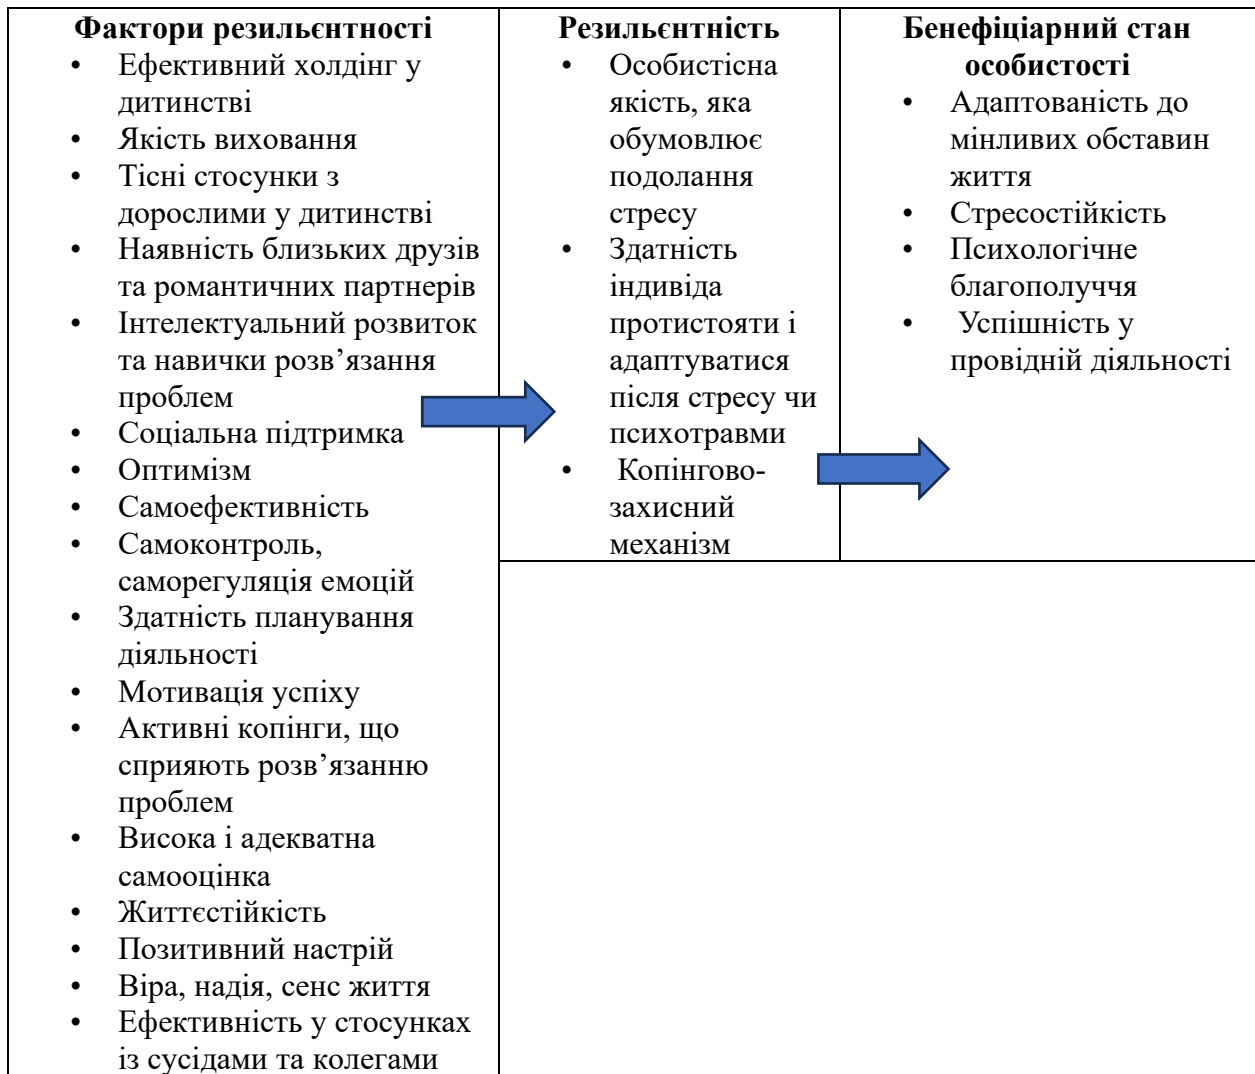 Фактори резильєнтності
• Ефективний холдінг у
дитинстві
• Якість виховання
• Тісні стосунки з
дорослими у дитинстві
• Наявність близьких друзів
та романтичних партнерів
• Інтелектуальний розвиток
та навички розв’язання
проблем
• Соціальна підтримка
• Оптимізм
• Самоефективність
• Самоконтроль,
саморегуляція емоцій
• Здатність планування
діяльності
• Мотивація успіху
• Активні копінги, що
сприяють розв’язанню
проблем
• Висока і адекватна
самооцінка
• Життєстійкість
• Позитивний настрій
• Віра, надія, сенс життя
• Ефективність у стосунках
із сусідами та колегами
Резильєнтність
• Особистісна
якість, яка
обумовлює
подолання
стресу
• Здатність
індивіда
протистояти і
адаптуватися
після стресу чи
психотравми
• Копінгово-
захисний
механізм
Бенефіціарний стан
особистості
• Адаптованість до
мінливих обставин
життя
• Стресостійкість
• Психологічне
благополуччя
• Успішність у
провідній діяльності